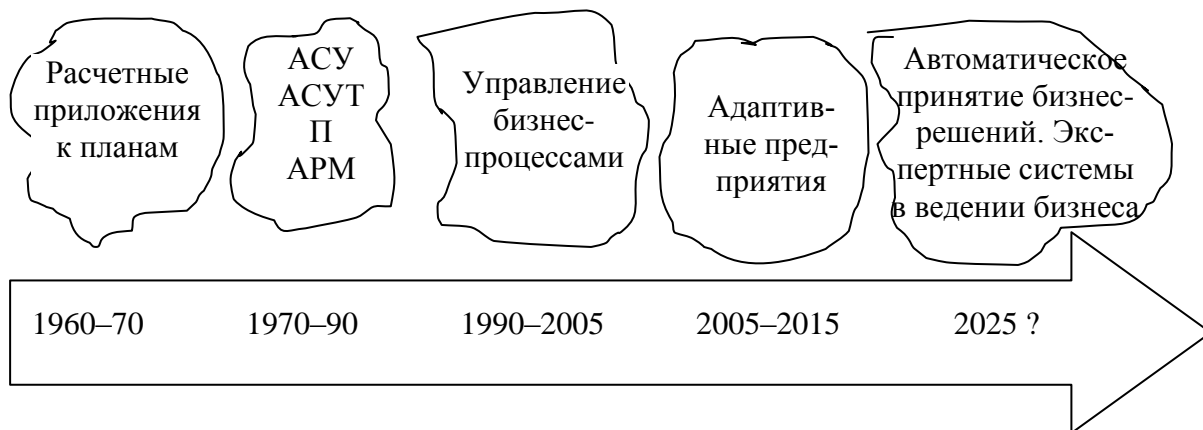 Расчетные
приложения
к планам
АСУ
АСУТ
П
АРМ
Управление
бизнес-
процессами
Адаптив-
ные пред-
приятия
Автоматическое
принятие бизнес-
решений. Экс-
пертные системы
в ведении бизнеса
1960–70
1970–90
1990–2005
2005–2015
2025 ?